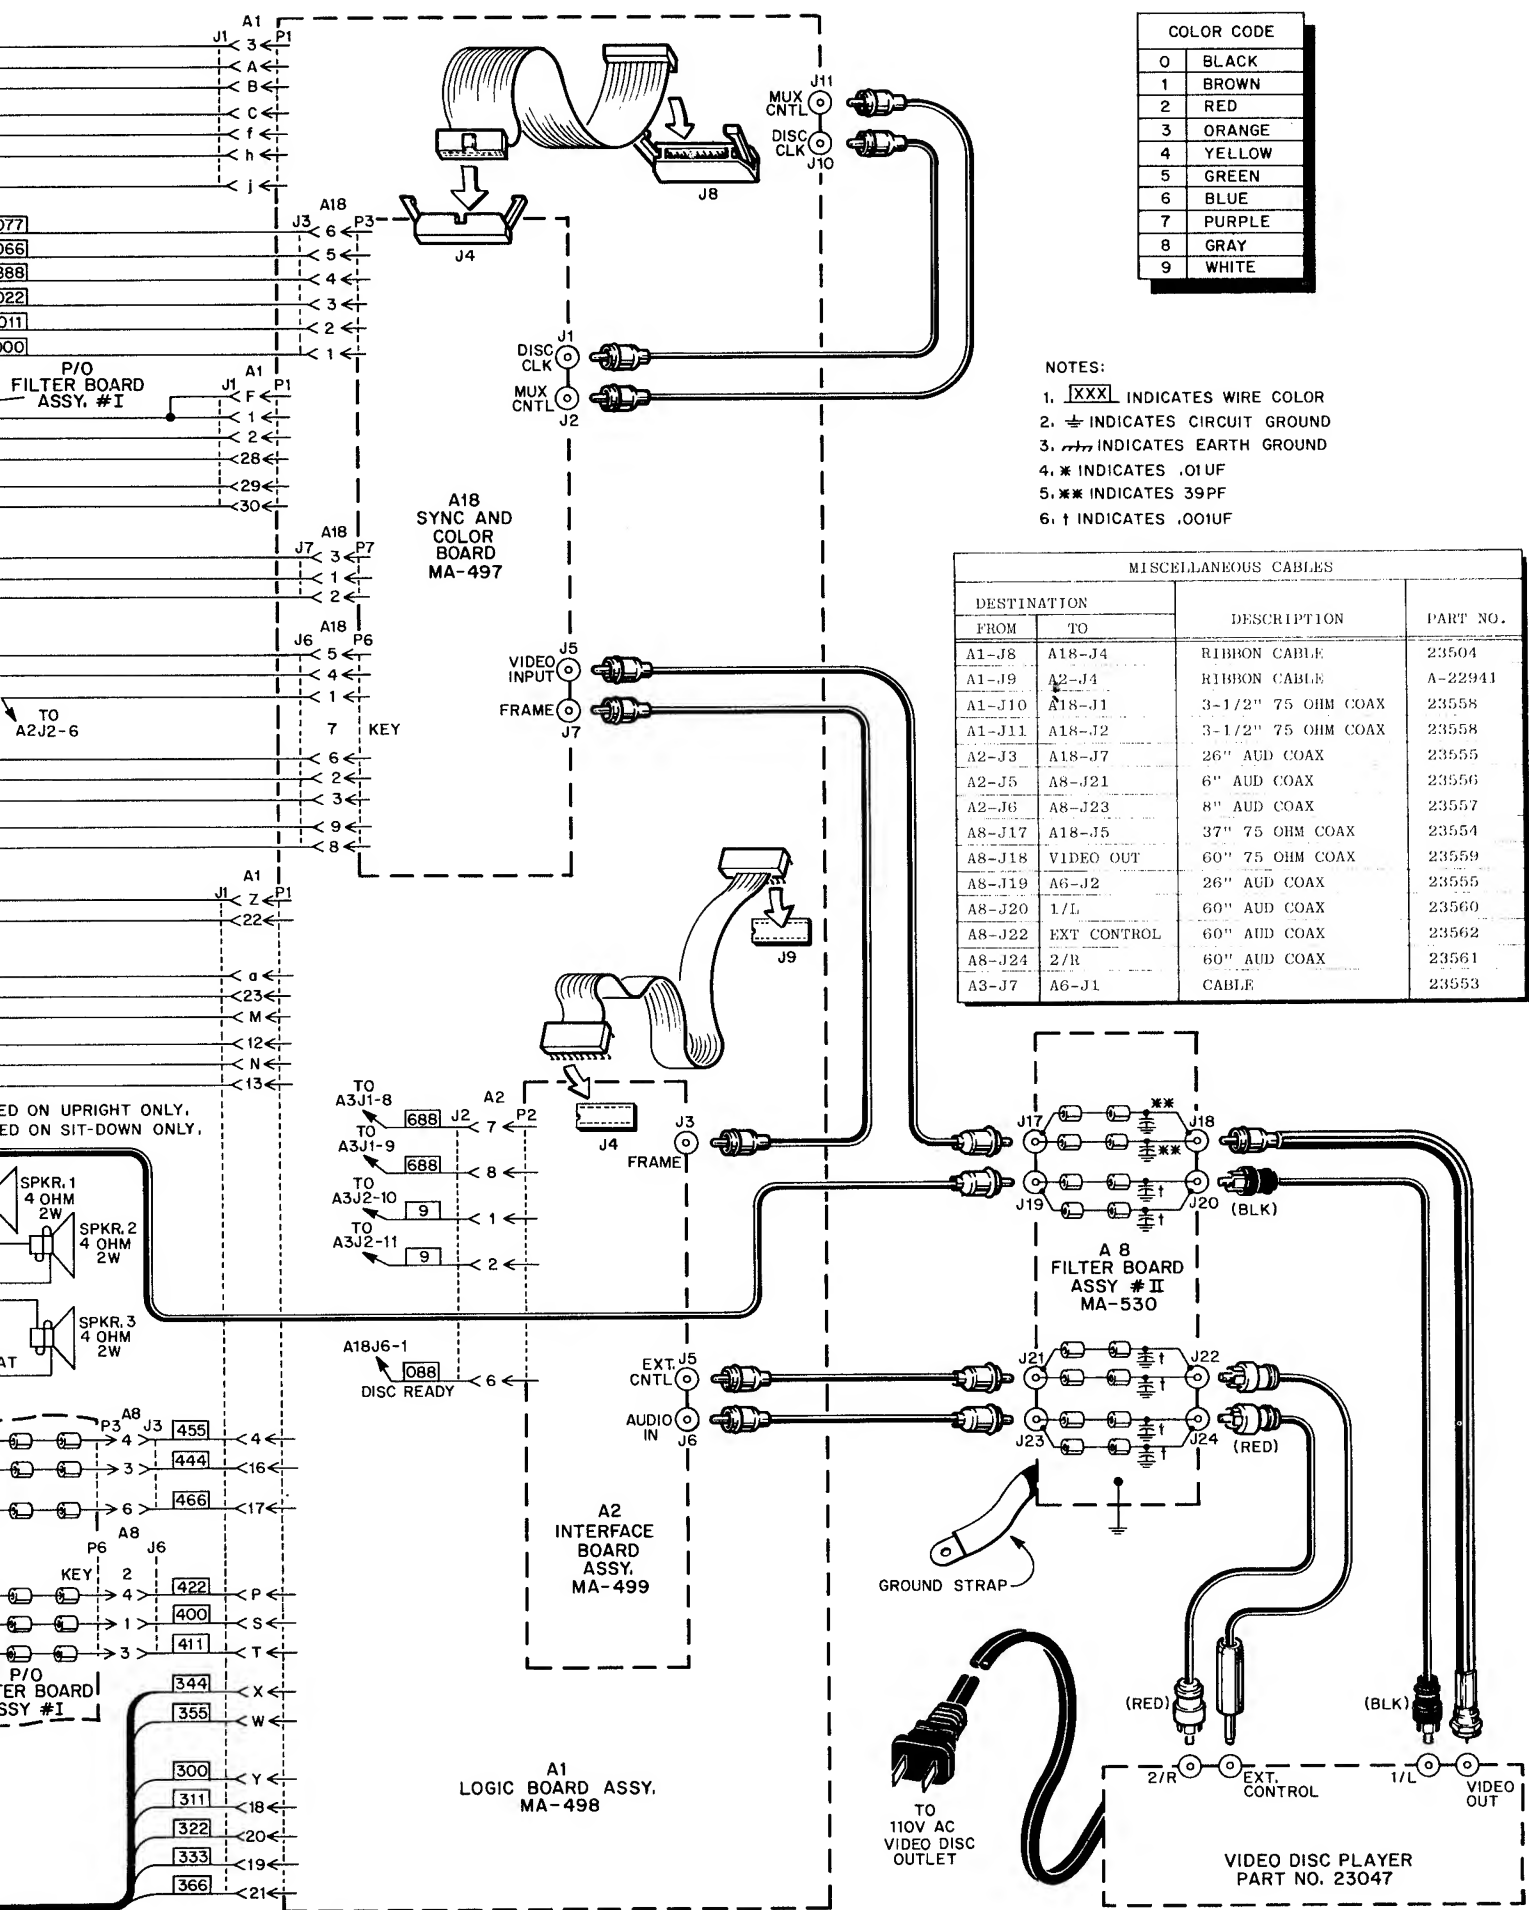 A1
J1 3 P1
A
B
C
f
h
j
A18
J3 6 P3
5
4
3
2
1
077
066
888
022
011
000
P/O
FILTER BOARD
ASSY. #I
A1
J1 F P1
1
2
28
29
30
A18
J7 3 P7
1
2
A18
J6 P6
5
4
1
7 KEY
6
2
3
9
8
TO
A2J2-6
A1
J1 Z P1
22
a
23
M
12
N
13
J4
J8
J11
MUX
CNTL
DISC
CLK
J10
J1
DISC
CLK
MUX
CNTL
J2
A18
SYNC AND
COLOR
BOARD
MA-497
J5
VIDEO
INPUT
FRAME
J7
J9
J4
COLOR CODE
0 BLACK
1 BROWN
2 RED
3 ORANGE
4 YELLOW
5 GREEN
6 BLUE
7 PURPLE
8 GRAY
9 WHITE
NOTES:
1. XXX INDICATES WIRE COLOR
2. ⏚ INDICATES CIRCUIT GROUND
3. INDICATES EARTH GROUND
4. * INDICATES .01UF
5. ** INDICATES 39PF
6. † INDICATES .001UF
MISCELLANEOUS CABLES
DESTINATION DESCRIPTION PART NO.
FROM TO
A1-J8 A18-J4 RIBBON CABLE 23504
A1-J9 A2-J4 RIBBON CABLE A-22941
A1-J10 A18-J1 3-1/2" 75 OHM COAX 23558
A1-J11 A18-J2 3-1/2" 75 OHM COAX 23558
A2-J3 A18-J7 26" AUD COAX 23555
A2-J5 A8-J21 6" AUD COAX 23556
A2-J6 A8-J23 8" AUD COAX 23557
A8-J17 A18-J5 37" 75 OHM COAX 23554
A8-J18 VIDEO OUT 60" 75 OHM COAX 23559
A8-J19 A6-J2 26" AUD COAX 23555
A8-J20 1/L 60" AUD COAX 23560
A8-J22 EXT CONTROL 60" AUD COAX 23562
A8-J24 2/R 60" AUD COAX 23561
A3-J7 A6-J1 CABLE 23553
ED ON UPRIGHT ONLY.
ED ON SIT-DOWN ONLY.
SPKR. 1
4 OHM
2W
SPKR. 2
4 OHM
2W
SPKR. 3
4 OHM
2W
AT
TO
A3J1-8
688 J2 A2 7 P2
TO
A3J1-9
688 8
TO
A3J2-10
9 1
TO
A3J2-11
9 2
A18J6-1
088 6
DISC READY
J3
FRAME
EXT. J5
CNTL
AUDIO
IN J6
A2
INTERFACE
BOARD
ASSY.
MA-499
J17 ** J18
**
J19 † J20
†
(BLK)
A 8
FILTER BOARD
ASSY #II
MA-530
J21 † J22
†
J23 † J24
†
(RED)
GROUND STRAP
A8
P3 4 J3 455 4
3 444 16
6 466 17
A8
P6 J6
KEY 2
4 422 P
1 400 S
3 411 T
P/O
TER BOARD
SSY #I
344 X
355 W
300 Y
311 18
322 20
333 19
366 21
A1
LOGIC BOARD ASSY.
MA-498
TO
110V AC
VIDEO DISC
OUTLET
(RED)
(BLK)
2/R EXT.
CONTROL
1/L VIDEO
OUT
VIDEO DISC PLAYER
PART NO. 23047